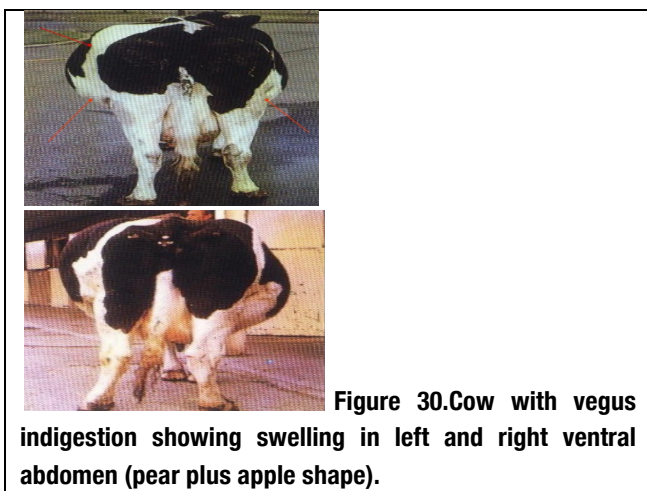 Figure 30.Cow with vegus
indigestion showing swelling in left and right ventral
abdomen (pear plus apple shape).